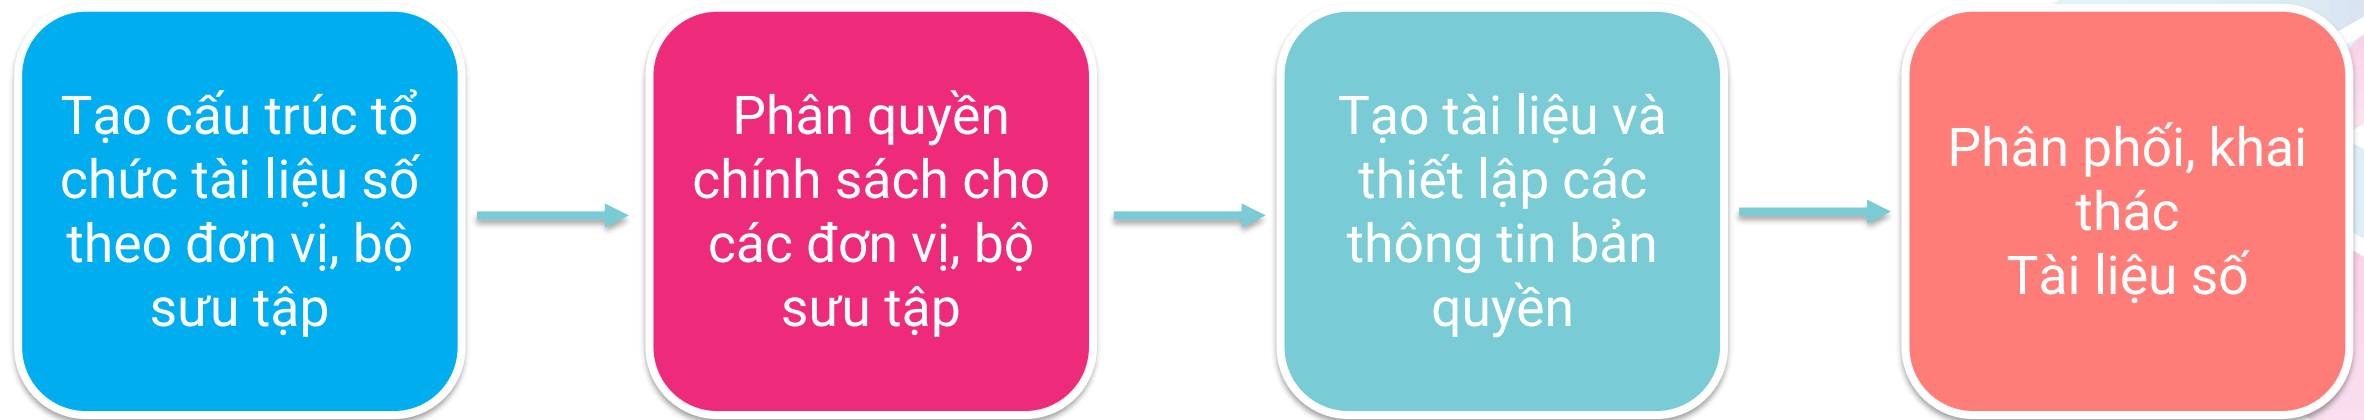 Tạo cấu trúc tổ
chức tài liệu số
theo đơn vị, bộ
sưu tập
Phân quyền
chính sách cho
các đơn vị, bộ
sưu tập
Tạo tài liệu và
thiết lập các
thông tin bản
quyền
Phân phối, khai
thác
Tài liệu số